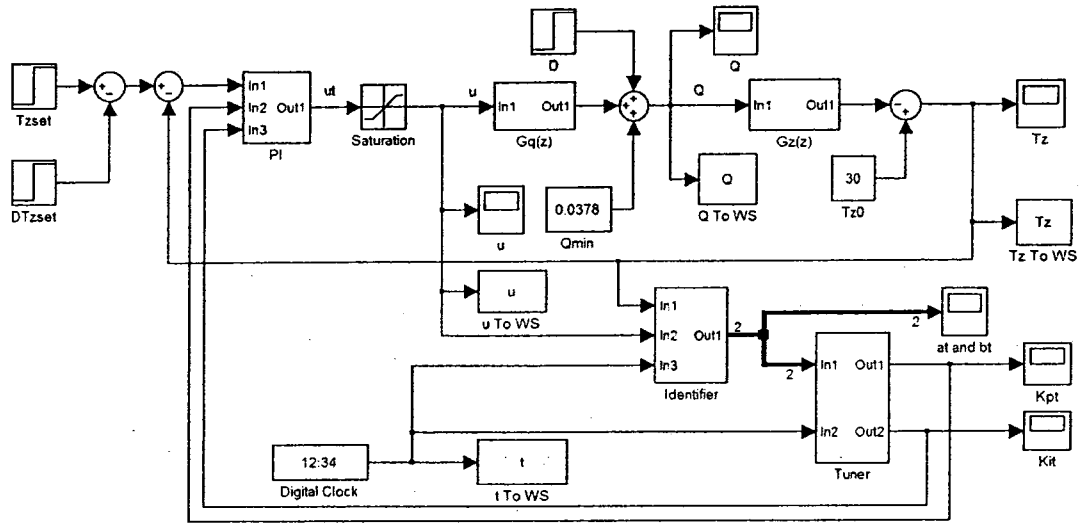 Tzset
DTzset
+
-
+
-
In1
In2
In3
Out1
PI
ut
Saturation
u
In1
Out1
Gq(z)
D
+
+
+
Q
Q
In1
Out1
Gz(z)
-
+
Tz
30
Tz0
Tz
Tz To WS
Q
Q To WS
0.0378
Qmin
u
u
u To WS
In1
In2
In3
Out1
Identifier
2
2
2
at and bt
In1
In2
Out1
Out2
Tuner
Kpt
Kit
12:34
Digital Clock
t
t To WS